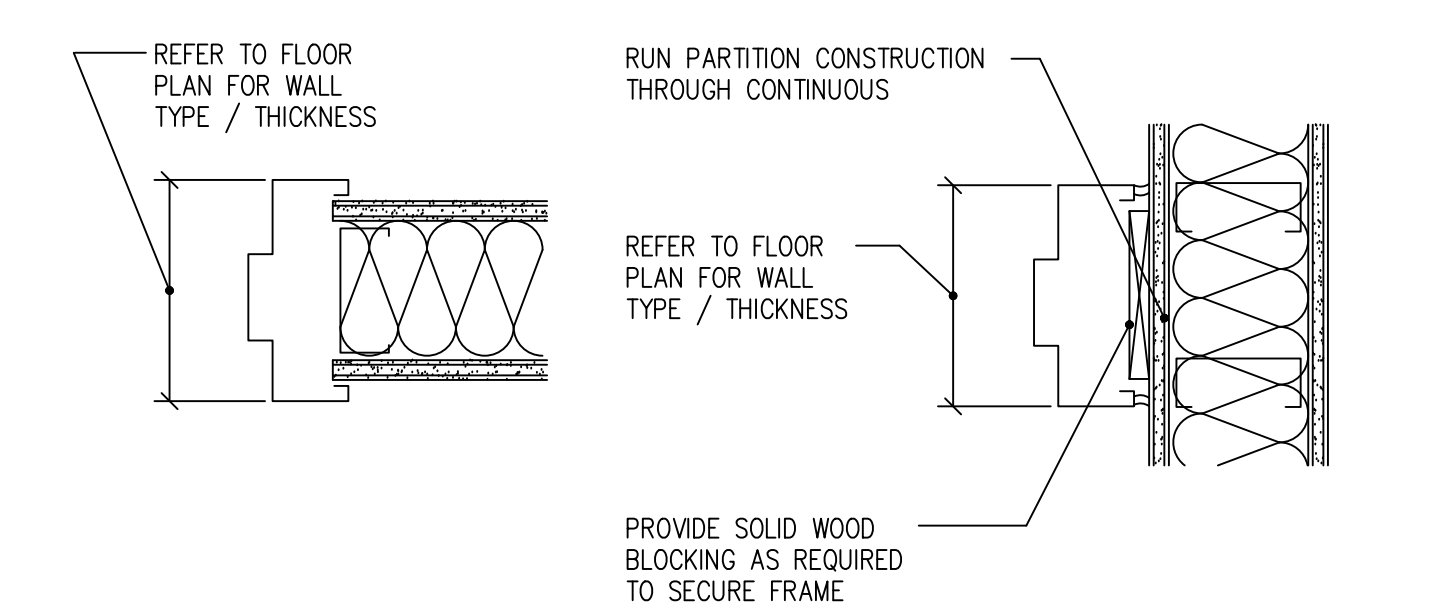 REFER TO FLOOR
PLAN FOR WALL
TYPE / THICKNESS
RUN PARTITION CONSTRUCTION
THROUGH CONTINUOUS
REFER TO FLOOR
PLAN FOR WALL
TYPE / THICKNESS
PROVIDE SOLID WOOD
BLOCKING AS REQUIRED
TO SECURE FRAME